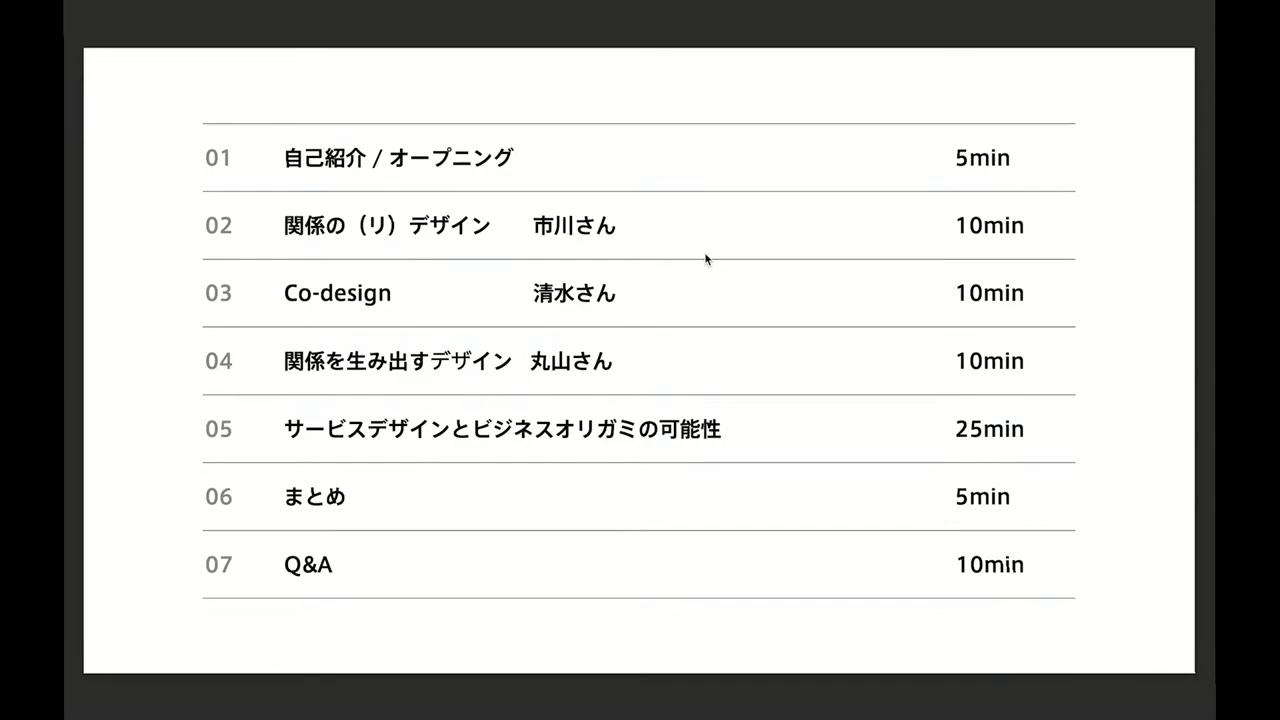 01 自己紹介 / オープニング 5min
02 関係の（リ）デザイン 市川さん 10min
03 Co-design 清水さん 10min
04 関係を生み出すデザイン 丸山さん 10min
05 サービスデザインとビジネスオリガミの可能性 25min
06 まとめ 5min
07 Q&A 10min